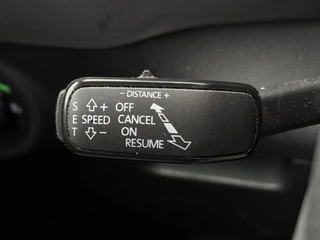 - DISTANCE +
S ⇧ + OFF
E SPEED CANCEL
T ⇩ - ON
RESUME